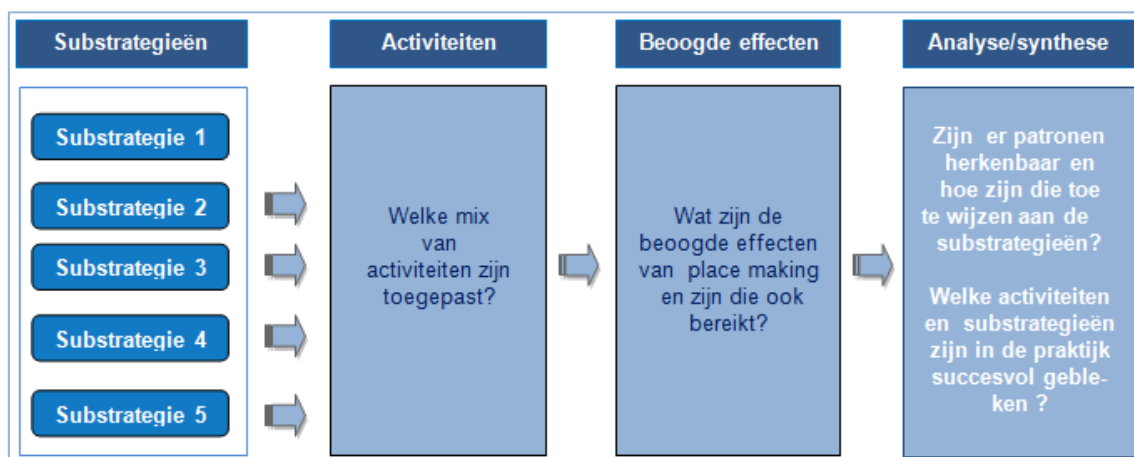 Substrategieën
Activiteiten
Beoogde effecten
Analyse/synthese
Substrategie 1
Substrategie 2
Substrategie 3
Substrategie 4
Substrategie 5
Welke mix
van
activiteiten zijn
toegepast?
Wat zijn de
beoogde effecten
van place making
en zijn die ook
bereikt?
Zijn er patronen
herkenbaar en
hoe zijn die toe
te wijzen aan de
substrategieën?
Welke activiteiten
en substrategieën
zijn in de praktijk
succesvol geble-
ken ?